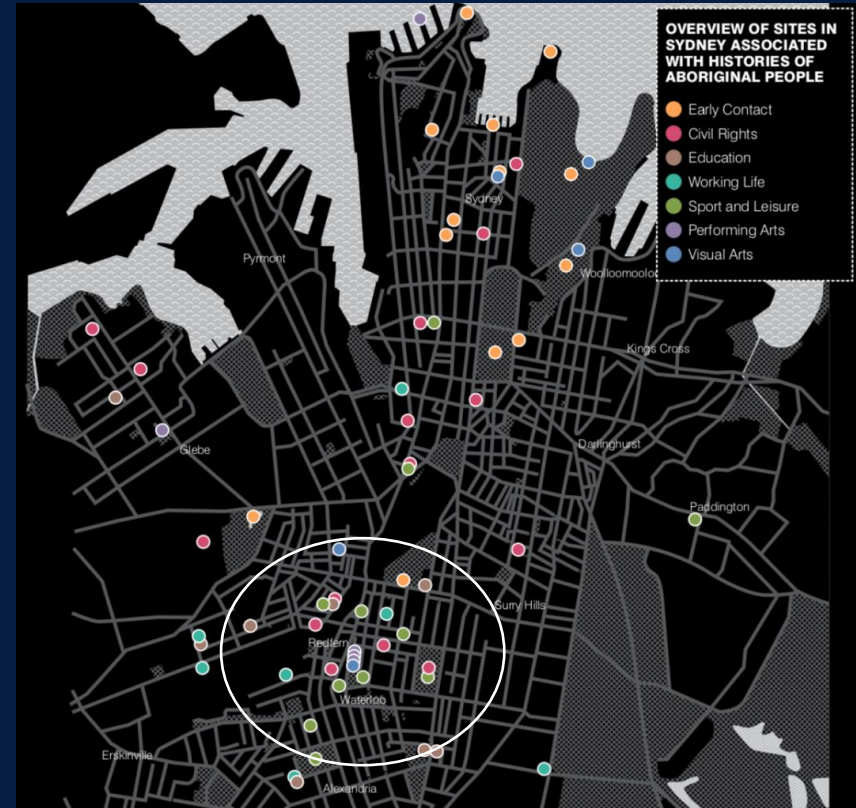 OVERVIEW OF SITES IN
SYDNEY ASSOCIATED
WITH HISTORIES OF
ABORIGINAL PEOPLE
Early Contact
Civil Rights
Education
Working Life
Sport and Leisure
Performing Arts
Visual Arts
Sydney
Pyrmont
Woolloomooloo
Kings Cross
Glebe
Darlinghurst
Paddington
Surry Hills
Redfern
Waterloo
Erskinville
Alexandria